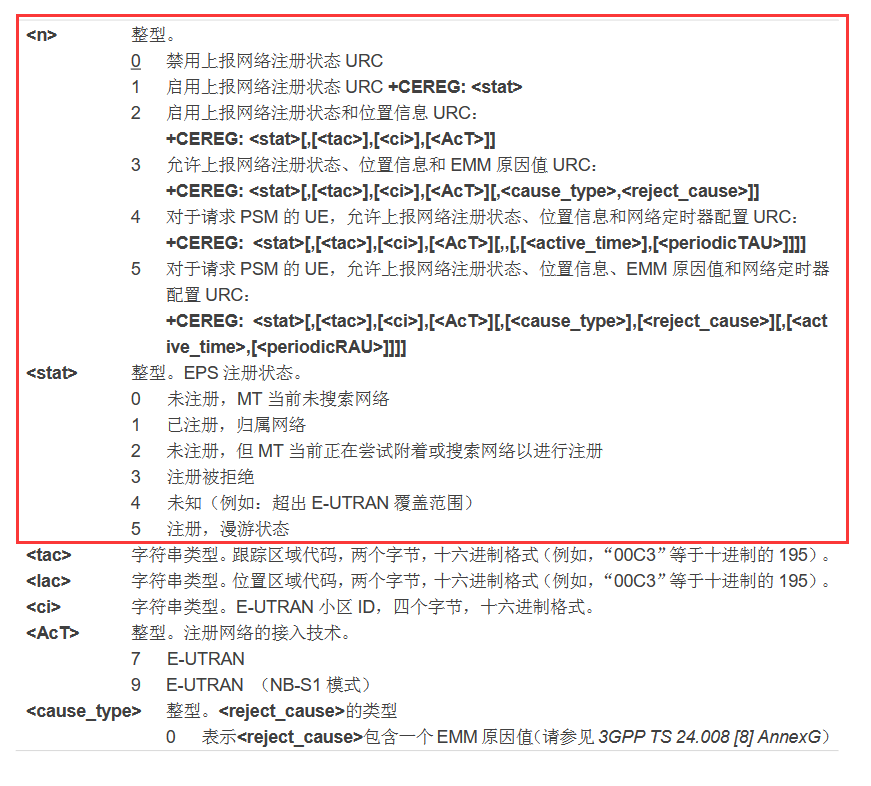 <n> 整型。
0 禁用上报网络注册状态 URC
1 启用上报网络注册状态 URC +CEREG: <stat>
2 启用上报网络注册状态和位置信息 URC：
+CEREG: <stat>[,[<tac>],[<ci>],[<AcT>]]
3 允许上报网络注册状态、位置信息和 EMM 原因值 URC：
+CEREG: <stat>[,[<tac>],[<ci>],[<AcT>][,<cause_type>,<reject_cause>]]
4 对于请求 PSM 的 UE，允许上报网络注册状态、位置信息和网络定时器配置 URC：
+CEREG: <stat>[,[<tac>],[<ci>],[<AcT>][,,[,[<active_time>],[<periodicTAU>]]]]
5 对于请求 PSM 的 UE，允许上报网络注册状态、位置信息、EMM 原因值和网络定时器
配置 URC：
+CEREG: <stat>[,[<tac>],[<ci>],[<AcT>][,[<cause_type>],[<reject_cause>][,[<act
ive_time>,[<periodicRAU>]]]]
<stat> 整型。EPS 注册状态。
0 未注册，MT 当前未搜索网络
1 已注册，归属网络
2 未注册，但 MT 当前正在尝试附着或搜索网络以进行注册
3 注册被拒绝
4 未知（例如：超出 E-UTRAN 覆盖范围）
5 注册，漫游状态
<tac> 字符串类型。跟踪区域代码，两个字节，十六进制格式（例如，“00C3”等于十进制的 195）。
<lac> 字符串类型。位置区域代码，两个字节，十六进制格式（例如，“00C3”等于十进制的 195）。
<ci> 字符串类型。E-UTRAN 小区 ID，四个字节，十六进制格式。
<AcT> 整型。注册网络的接入技术。
7 E-UTRAN
9 E-UTRAN （NB-S1 模式）
<cause_type> 整型。<reject_cause>的类型
0 表示<reject_cause>包含一个 EMM 原因值（请参见 3GPP TS 24.008 [8] AnnexG）